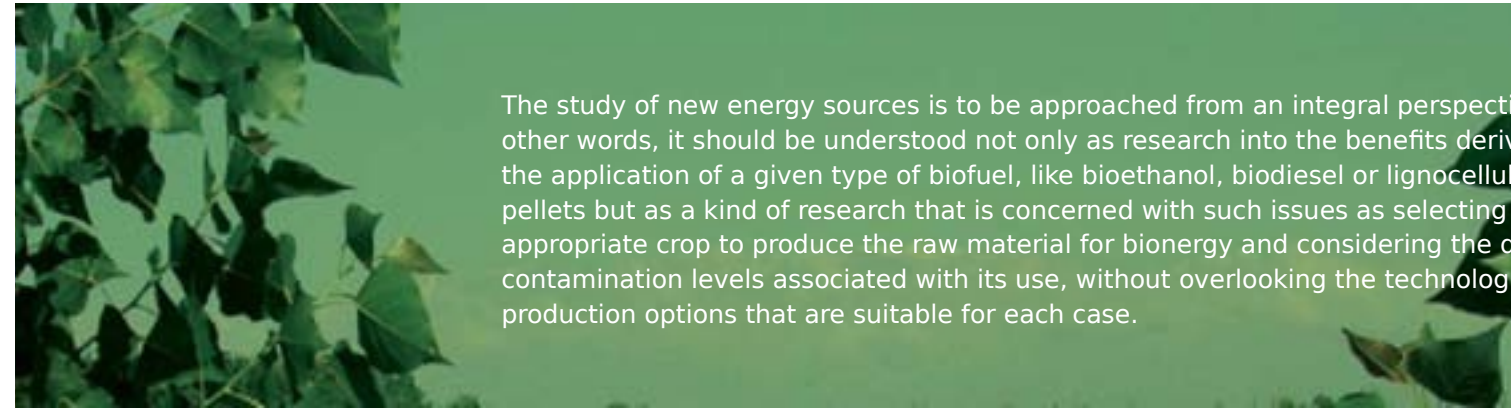 The study of new energy sources is to be approached from an integral perspecti
other words, it should be understood not only as research into the benefits deriv
the application of a given type of biofuel, like bioethanol, biodiesel or lignocellul
pellets but as a kind of research that is concerned with such issues as selecting
appropriate crop to produce the raw material for bionergy and considering the
contamination levels associated with its use, without overlooking the technolog
production options that are suitable for each case.